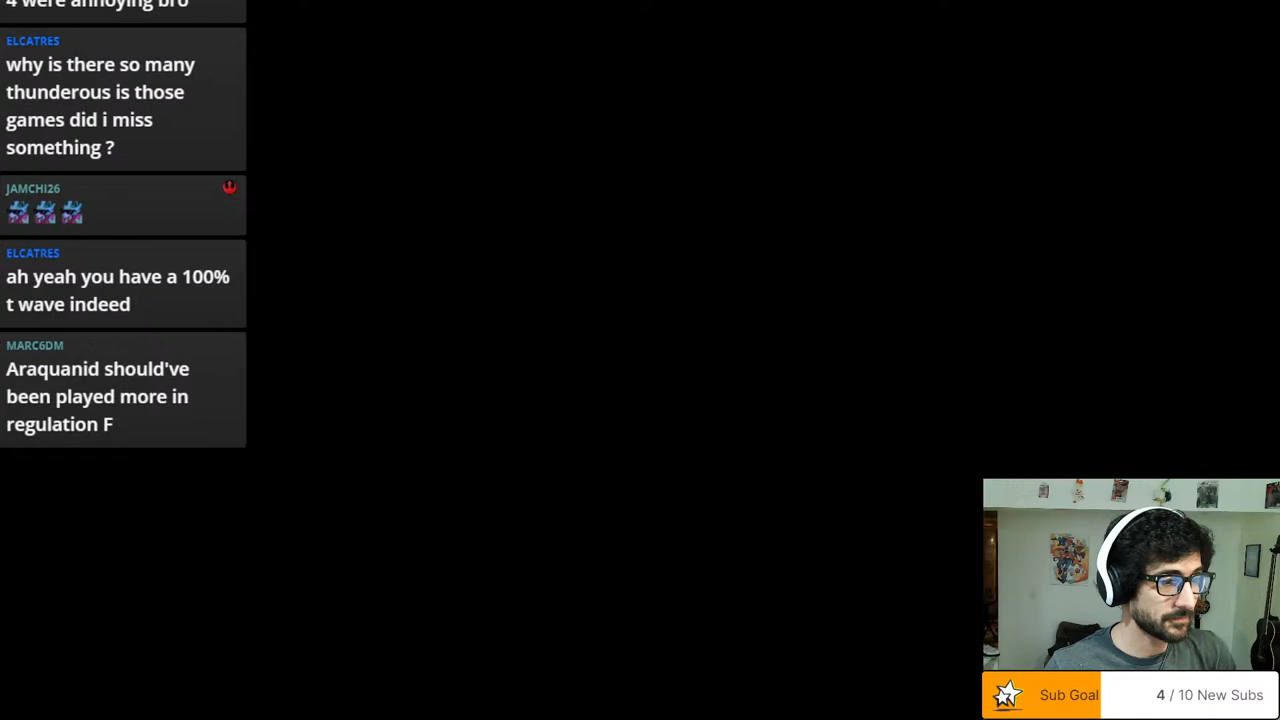 4 were annoying bro
ELCATRES
why is there so many
thunderous is those
games did i miss
something ?
JAMCHI26
ELCATRES
ah yeah you have a 100%
t wave indeed
MARC6DM
Araquanid should've
been played more in
regulation F
Sub Goal
4 / 10 New Subs